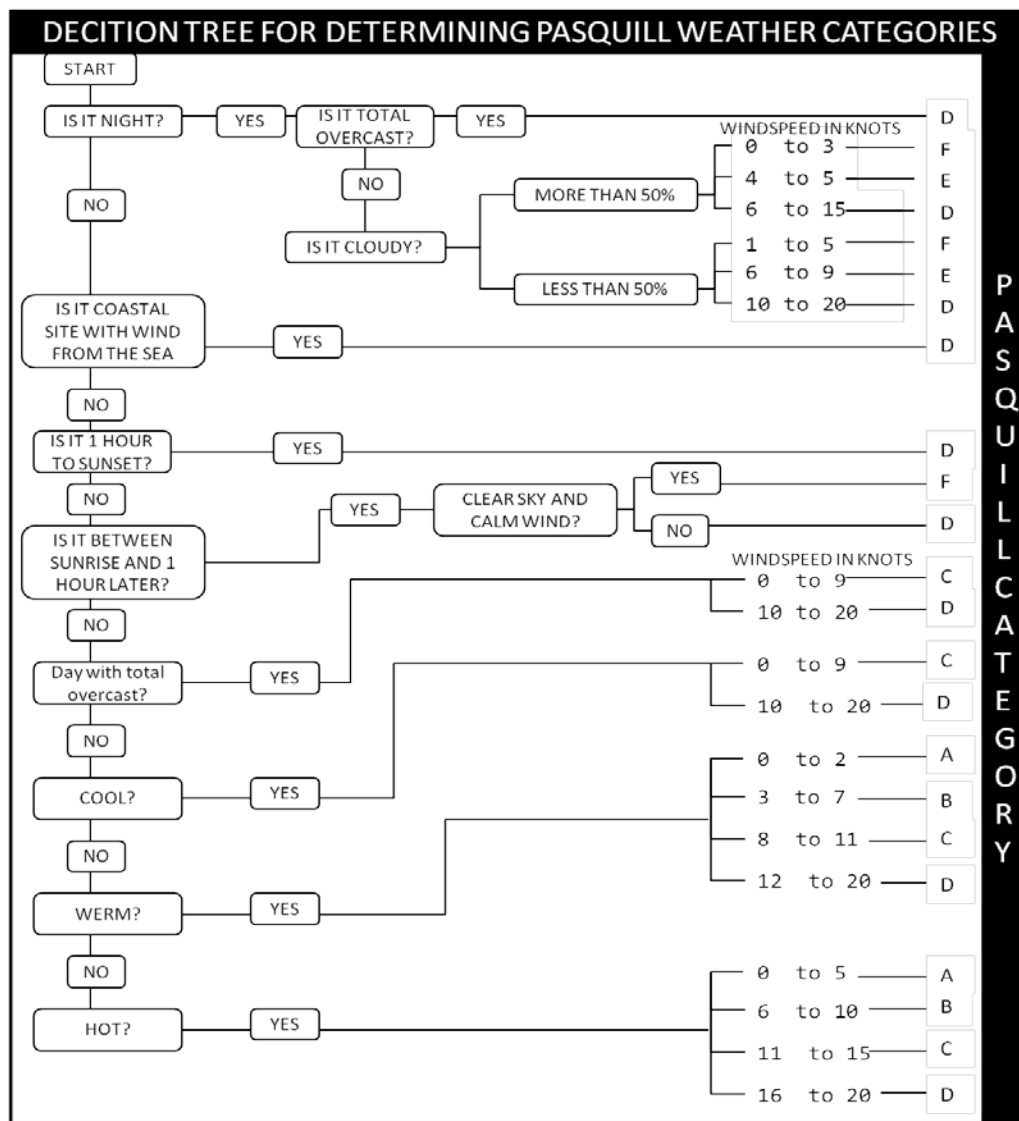 DECITION TREE FOR DETERMINING PASQUILL WEATHER CATEGORIES
START
IS IT NIGHT?
YES
IS IT TOTAL
OVERCAST?
YES
D
WINDSPEED IN KNOTS
0 to 3
F
NO
MORE THAN 50%
4 to 5
E
NO
6 to 15
D
IS IT CLOUDY?
1 to 5
F
LESS THAN 50%
6 to 9
E
10 to 20
D
IS IT COASTAL
SITE WITH WIND
FROM THE SEA
YES
D
NO
IS IT 1 HOUR
TO SUNSET?
YES
D
NO
YES
CLEAR SKY AND
CALM WIND?
YES
F
NO
D
IS IT BETWEEN
SUNRISE AND 1
HOUR LATER?
WINDSPEED IN KNOTS
0 to 9
C
10 to 20
D
NO
Day with total
overcast?
YES
0 to 9
C
10 to 20
D
NO
COOL?
YES
0 to 2
A
3 to 7
B
8 to 11
C
12 to 20
D
NO
WERM?
YES
NO
HOT?
YES
0 to 5
A
6 to 10
B
11 to 15
C
16 to 20
D
PASQUILL CATEGORY